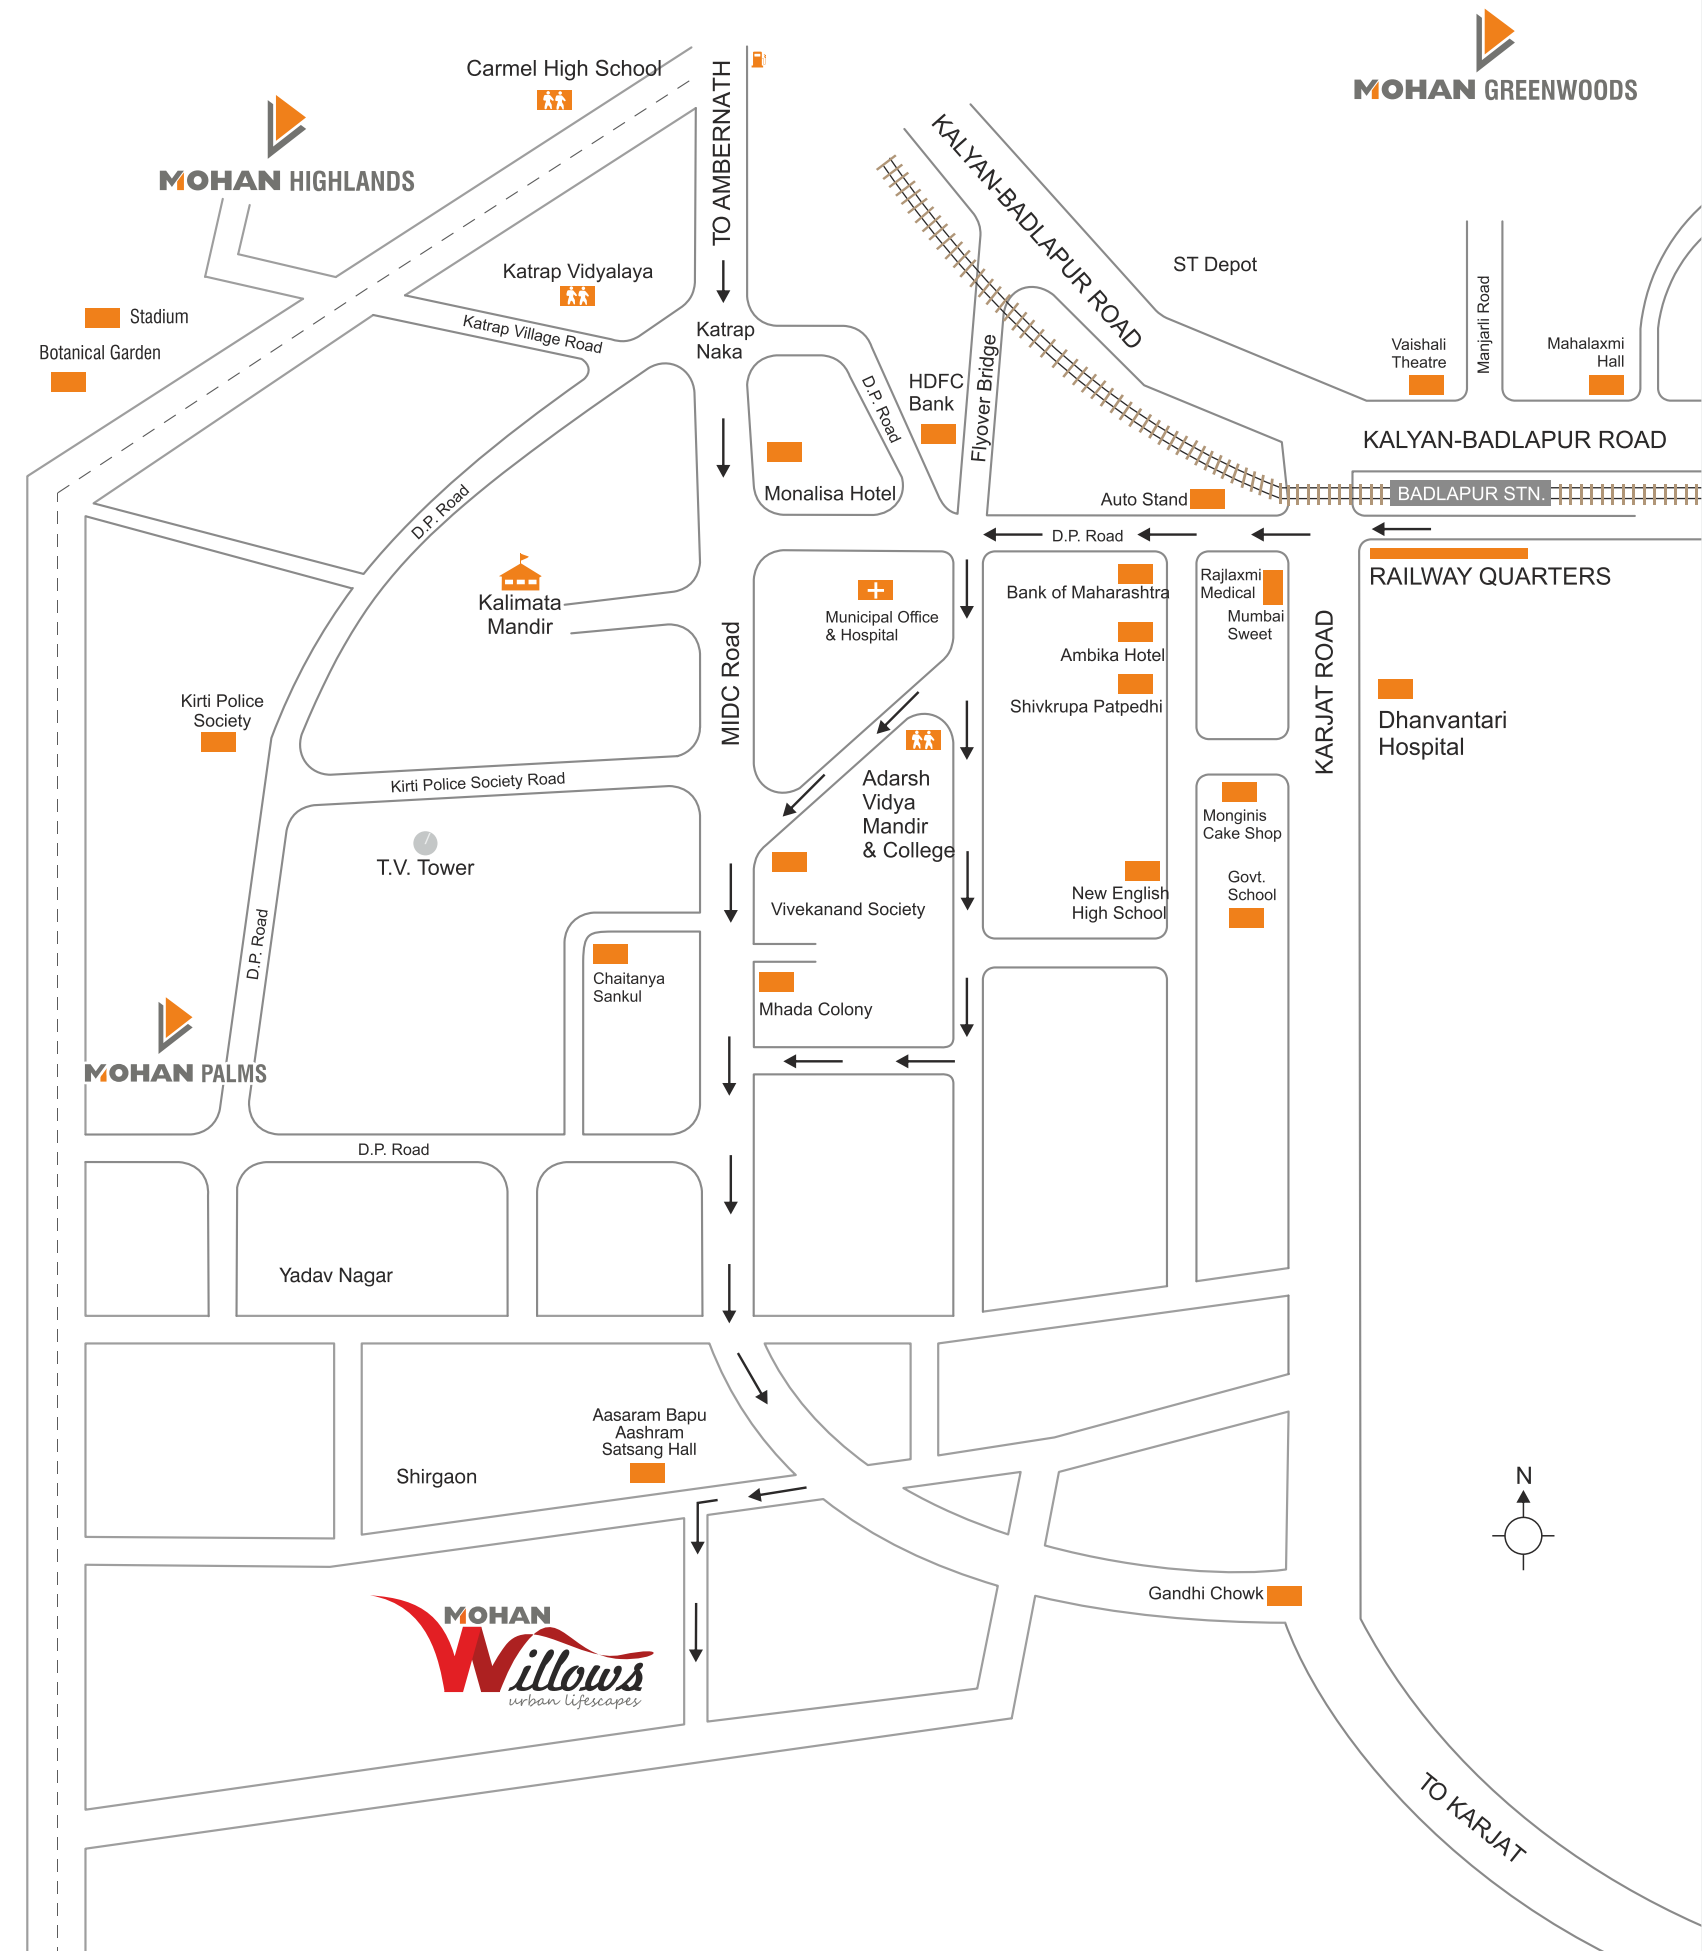 Carmel High School
MOHAN GREENWOODS
MOHAN HIGHLANDS
TO AMBERNATH
KALYAN-BADLAPUR ROAD
ST Depot
Katrap Vidyalaya
Katrap Village Road
Katrap
Naka
Stadium
Botanical Garden
D.P. Road
HDFC
Bank
Flyover Bridge
Vaishali
Theatre
Manjarli Road
Mahalaxmi
Hall
KALYAN-BADLAPUR ROAD
Monalisa Hotel
Auto Stand
BADLAPUR STN.
D.P. Road
D.P. Road
RAILWAY QUARTERS
Kalimata
Mandir
Municipal Office
& Hospital
Bank of Maharashtra
Rajlaxmi
Medical
Mumbai
Sweet
Ambika Hotel
Shivkrupa Patpedhi
MIDC Road
KARJAT ROAD
Kirti Police
Society
Dhanvantari
Hospital
Kirti Police Society Road
Adarsh
Vidya
Mandir
& College
Monginis
Cake Shop
T.V. Tower
Vivekanand Society
New English
High School
Govt.
School
D.P. Road
Chaitanya
Sankul
Mhada Colony
MOHAN PALMS
D.P. Road
Yadav Nagar
Aasaram Bapu
Aashram
Satsang Hall
Shirgaon
N
Gandhi Chowk
MOHAN
Willows
urban lifescapes
TO KARJAT